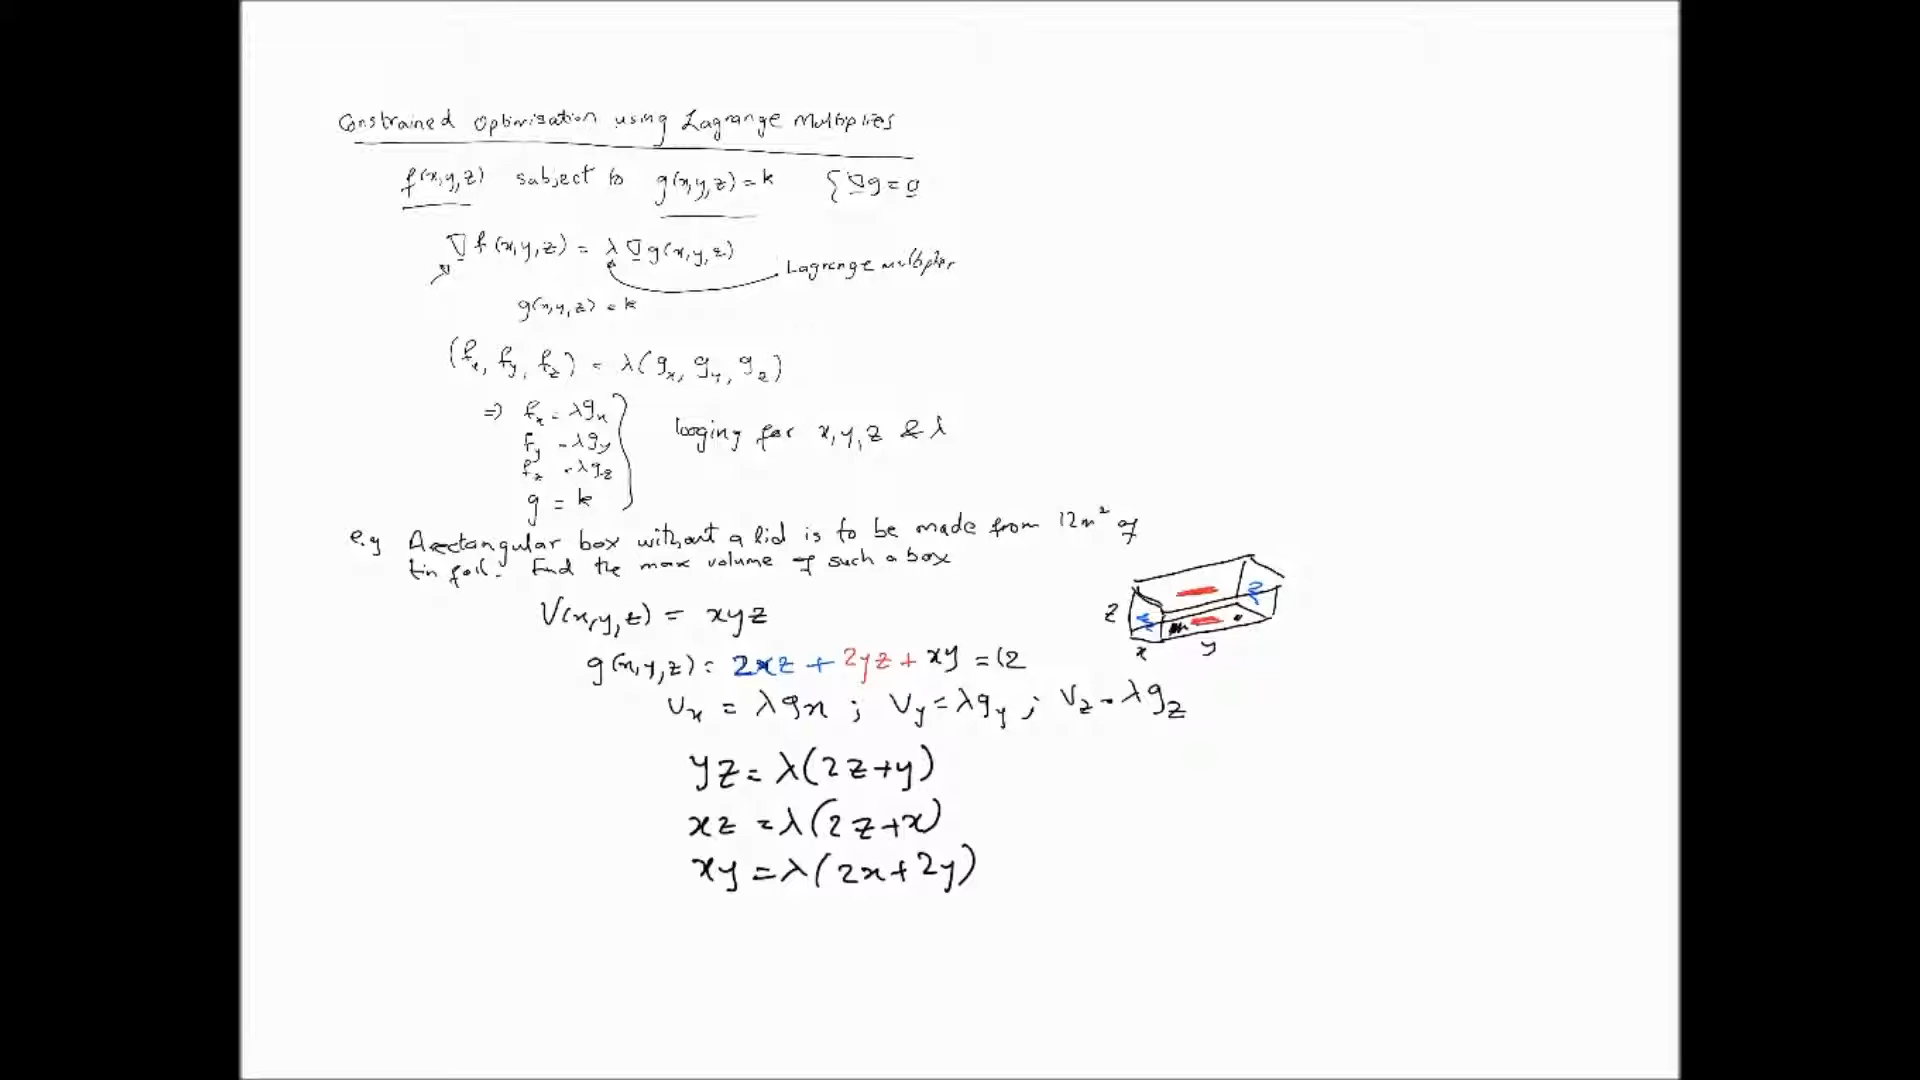 Constrained Optimisation using Lagrange Multiplies
f(x,y,z) subject to g(x,y,z) = k {∇g = 0
∇f(x,y,z) = λ∇g(x,y,z)
Lagrange multiplier
g(x,y,z) = k
(fx, fy, fz) = λ(gx, gy, gz)
⇒ fx = λgx
fy = λgy
fz = λgz
g = k
looging for x, y, z & λ
e.g A rectangular box without a lid is to be made from 12m² of
tin foil. Find the max volume of such a box
V(x,y,z) = xyz
g(x,y,z) = 2xz + 2yz + xy = 12
Vx = λgx ; Vy = λgy ; Vz = λgz
yz = λ(2z+y)
xz = λ(2z+x)
xy = λ(2x+2y)
z
x
y